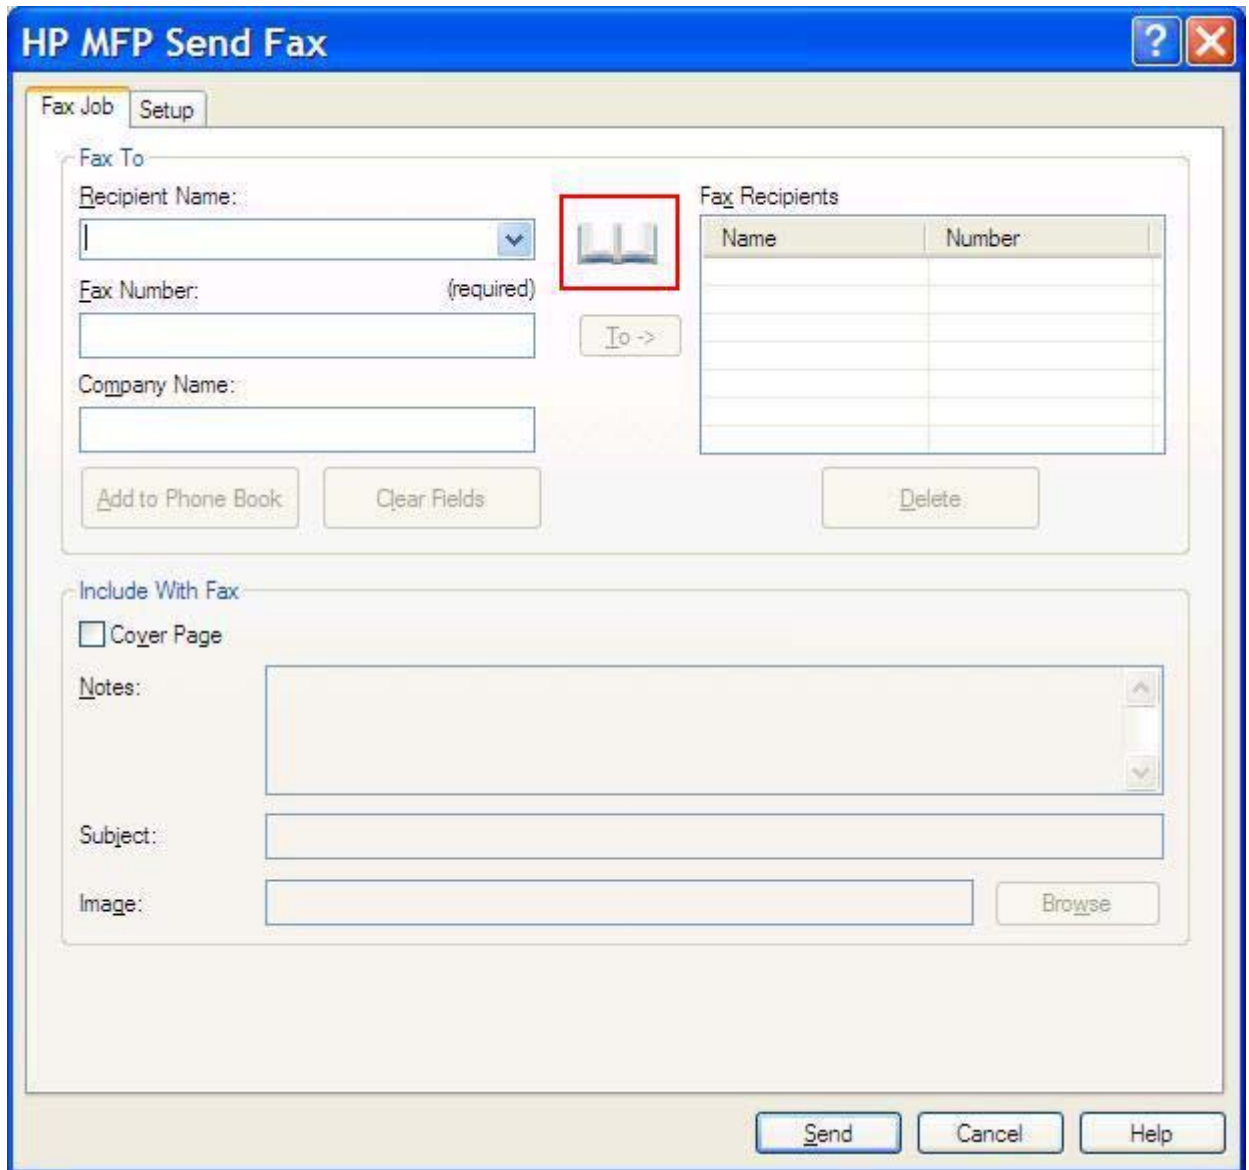 HP MFP Send Fax
?
Fax Job Setup
Fax To
Recipient Name:
Fax Recipients
Name Number
Fax Number: (required)
To ->
Company Name:
Add to Phone Book Clear Fields Delete
Include With Fax
Cover Page
Notes:
Subject:
Image: Browse
Send Cancel Help